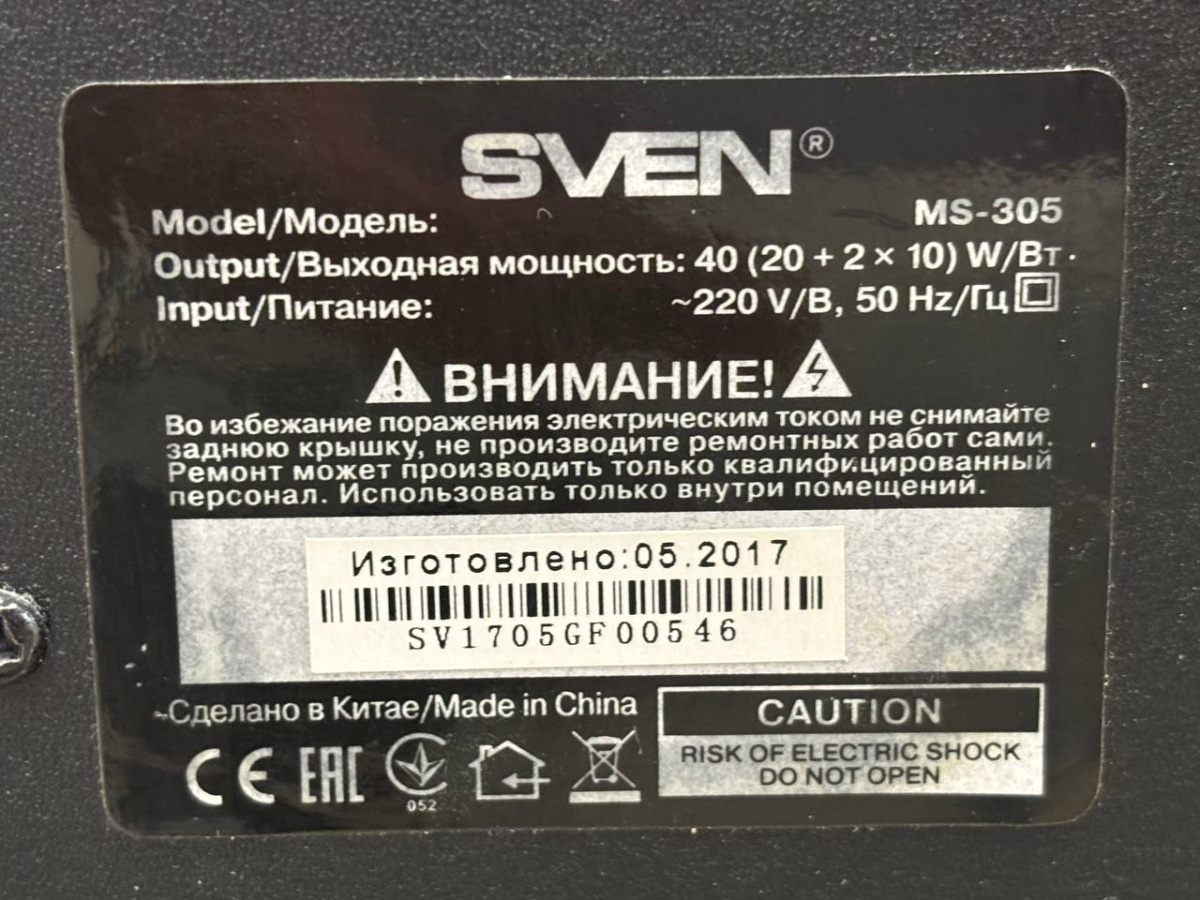 SVEN®
Model/Модель: MS-305
Output/Выходная мощность: 40 (20 + 2 × 10) W/Вт
Input/Питание: ~220 V/В, 50 Hz/Гц
ВНИМАНИЕ!
Во избежание поражения электрическим током не снимайте
заднюю крышку, не производите ремонтных работ сами.
Ремонт может производить только квалифицированный
персонал. Использовать только внутри помещений.
Изготовлено:05.2017
SV1705GF00546
Сделано в Китае/Made in China
CE EAC
052
CAUTION
RISK OF ELECTRIC SHOCK
DO NOT OPEN